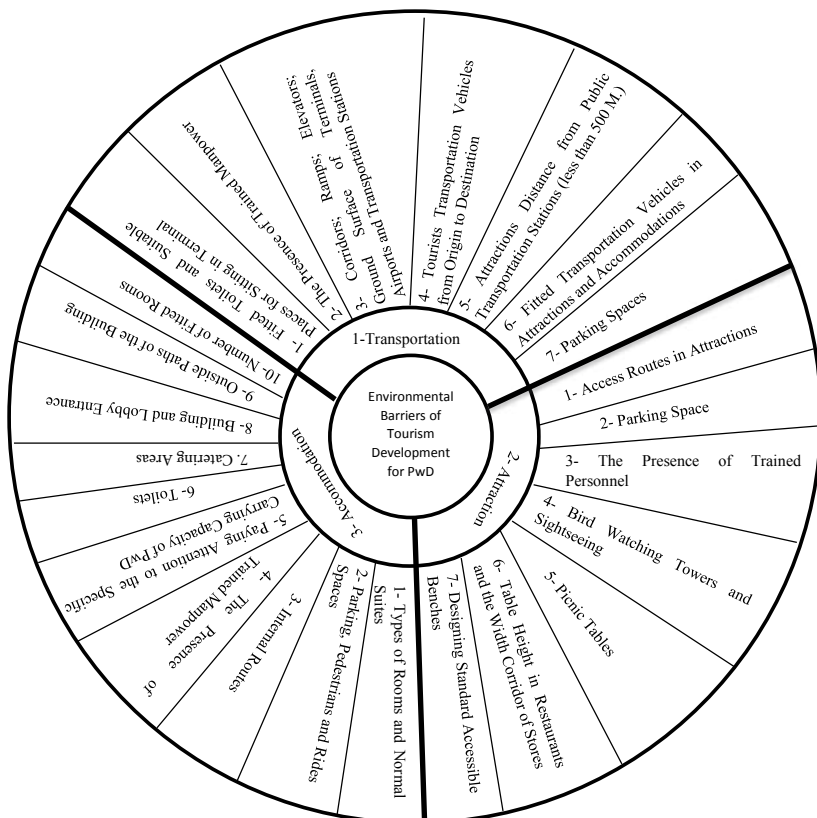 Environmental
Barriers of
Tourism
Development
for PwD
1-Transportation
1- Fitted Toilets and Suitable
Places for Sitting in Terminal
2- The Presence of Trained Manpower
3- Corridors; Ramps; Elevators;
Ground Surface of Terminals,
Airports and Transportation Stations
4- Tourists Transportation Vehicles
from Origin to Destination
5- Attractions Distance from Public
Transportation Stations (less than 500 M.)
6- Fitted Transportation Vehicles in
Attractions and Accommodations
7- Parking Spaces
2- Attraction
1- Access Routes in Attractions
2- Parking Space
3- The Presence of Trained
Personnel
4- Bird Watching Towers and
Sightseeing
5- Picnic Tables
6- Table Height in Restaurants
and the Width Corridor of Stores
7- Designing Standard Accessible
Benches
3- Accommodation
1- Types of Rooms and Normal
Suites
2- Parking, Pedestrians and Rides
Spaces
3- Internal Routes
4- The Presence of
Trained Manpower
5- Paying Attention to the Specific
Carrying Capacity of PwD
6- Toilets
7. Catering Areas
8- Building and Lobby Entrance
9- Outside Paths of the Building
10- Number of Fitted Rooms